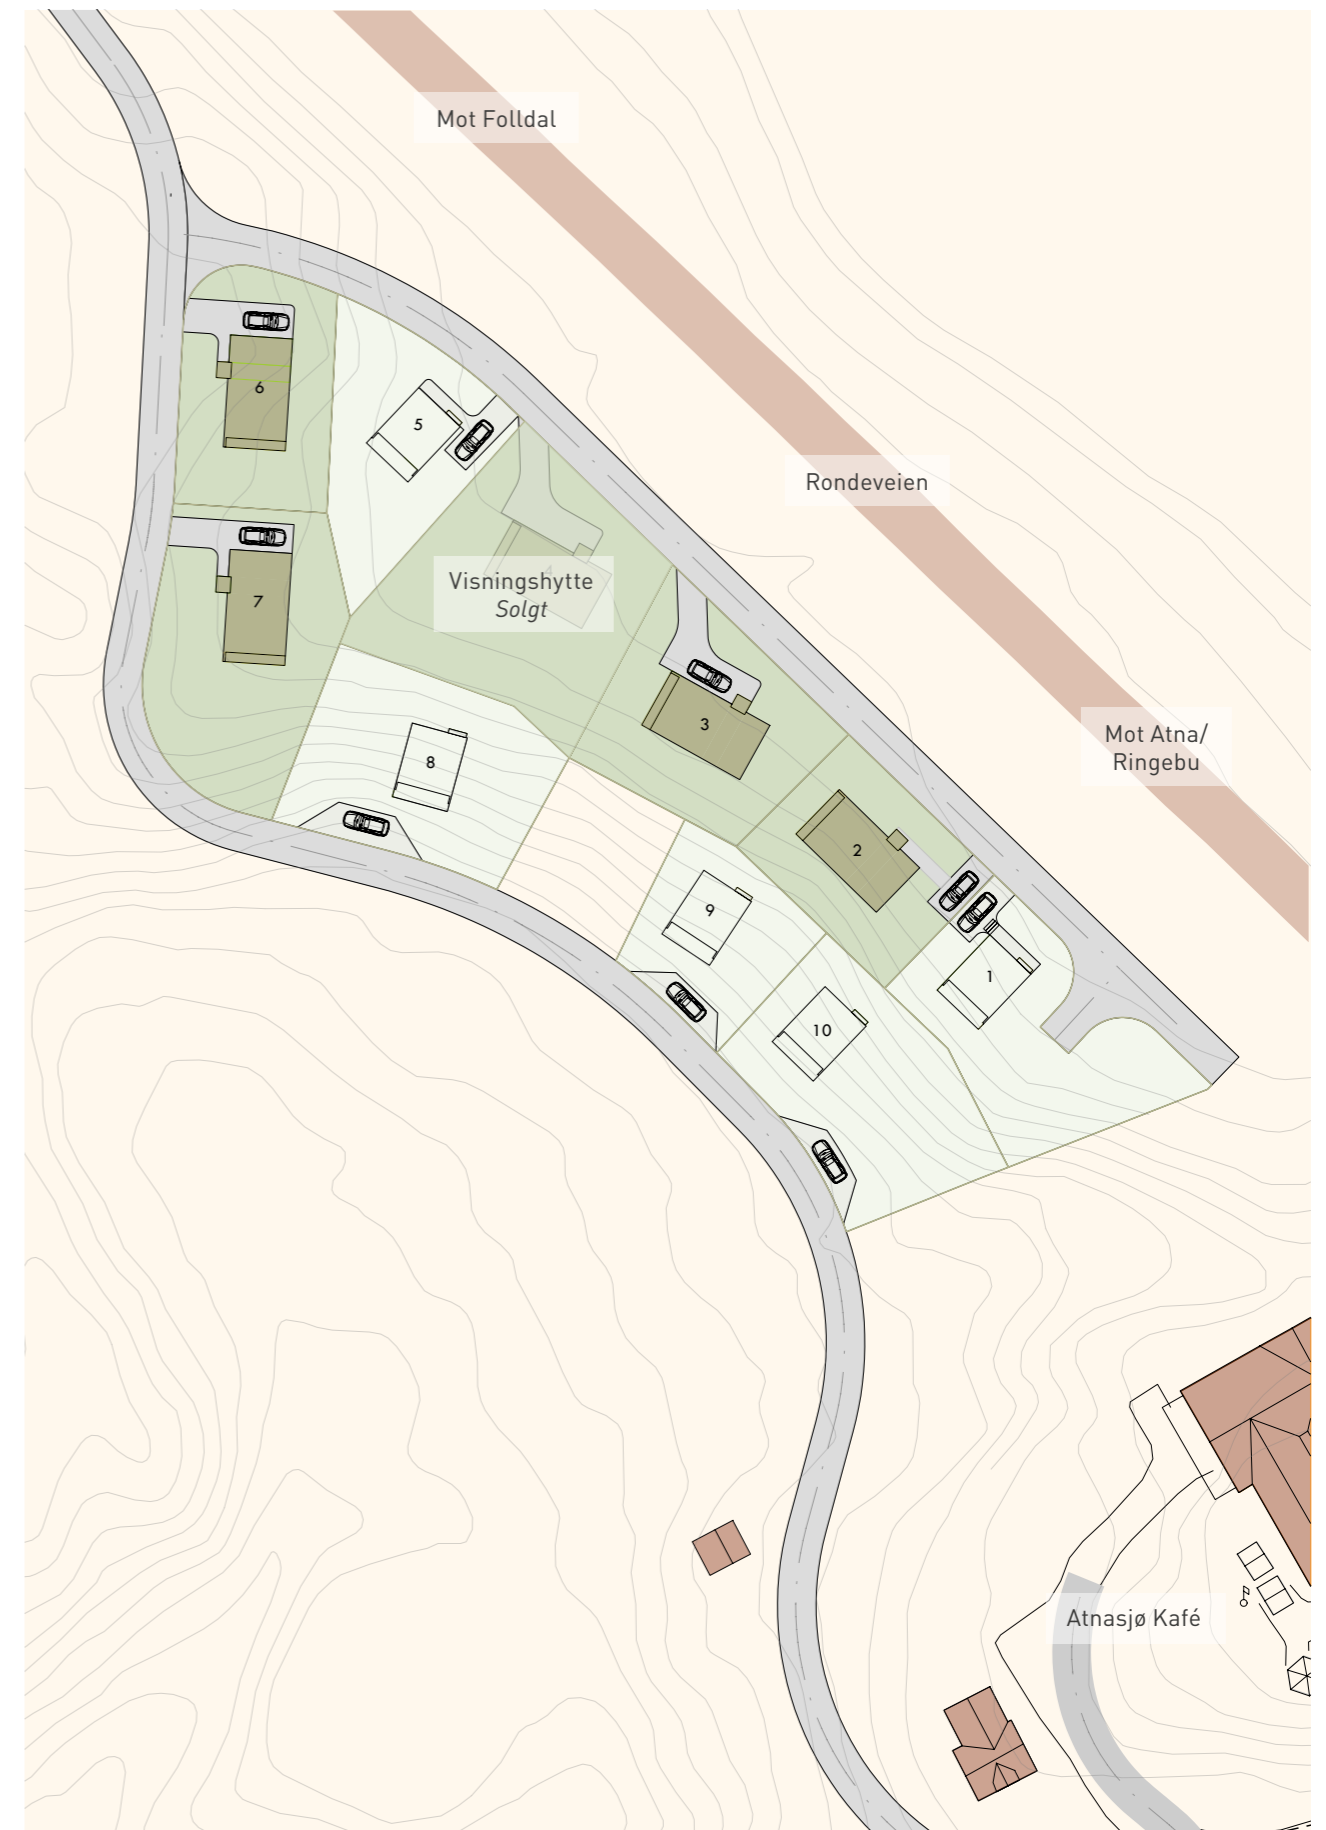 Mot Folldal
6
5
Rondeveien
Visningshytte
Solgt
4
7
3
Mot Atna/
Ringebu
8
2
9
1
10
Atnasjø Kafé